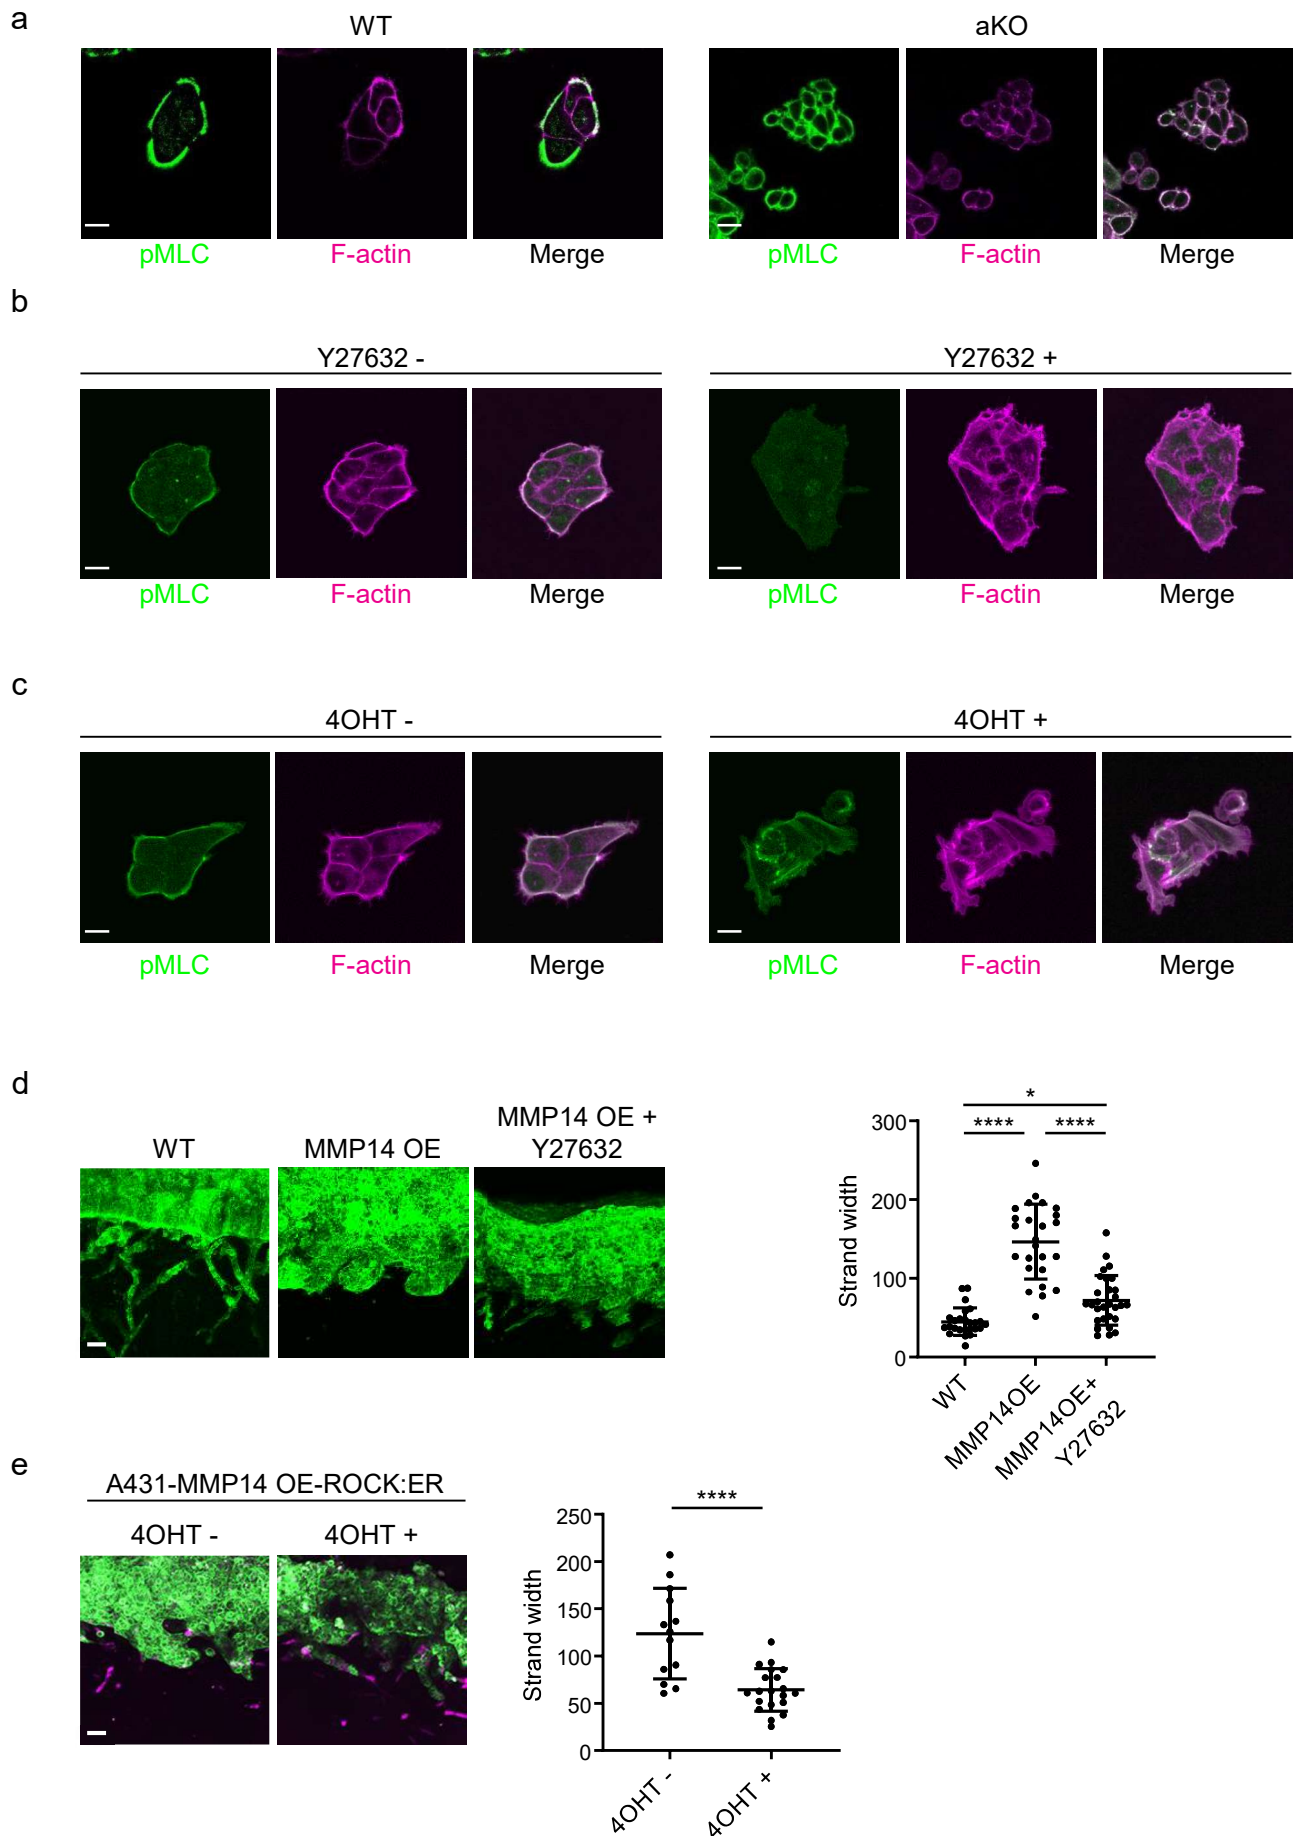 a
WT
aKO
pMLC
F-actin
Merge
pMLC
F-actin
Merge
b
Y27632 -
Y27632 +
pMLC
F-actin
Merge
pMLC
F-actin
Merge
c
4OHT -
4OHT +
pMLC
F-actin
Merge
pMLC
F-actin
Merge
d
WT
MMP14 OE
MMP14 OE +
Y27632
*
**** ****
300
200
100
0
Strand width
WT
MMP14OE
MMP14OE+
Y27632
e
A431-MMP14 OE-ROCK:ER
4OHT -
4OHT +
****
250
200
150
100
50
0
Strand width
4OHT -
4OHT +